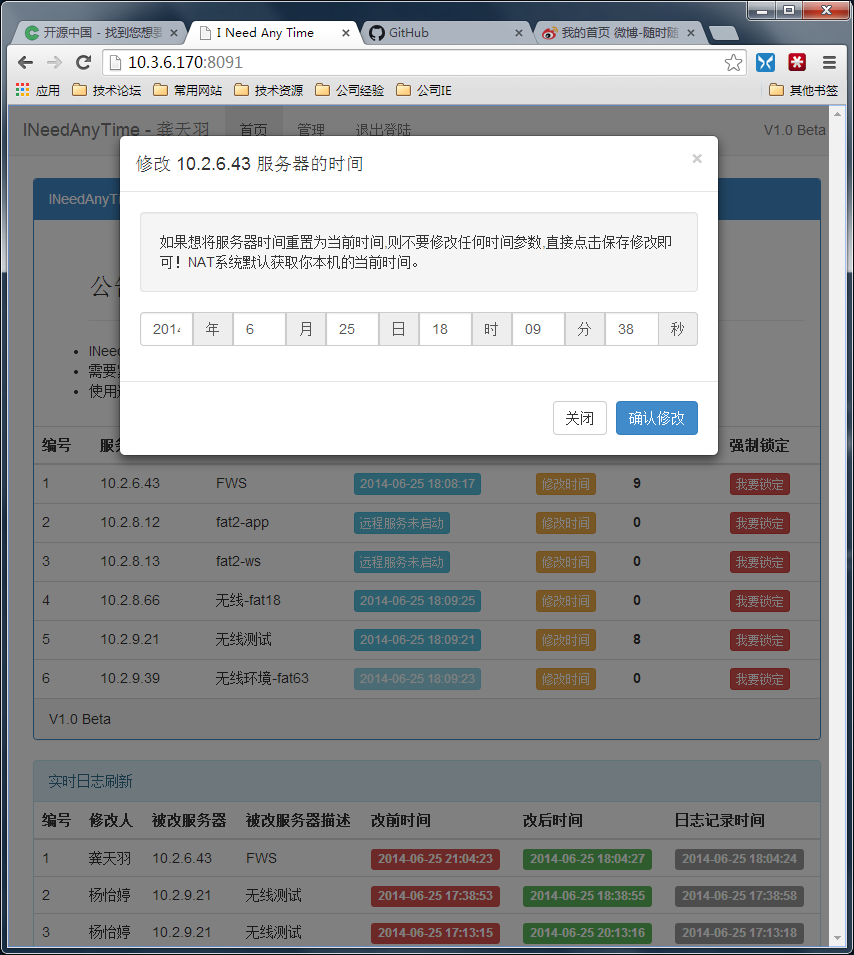 开源中国 - 找到您想要
I Need Any Time
GitHub
我的首页 微博-随时随
10.3.6.170:8091
应用 技术论坛 常用网站 技术资源 公司经验 公司IE 其他书签
INeedAnyTime - 龚天羽 首页 管理 退出登陆 V1.0 Beta
修改 10.2.6.43 服务器的时间 ×
INeedAnyTi
如果想将服务器时间重置为当前时间,则不要修改任何时间参数,直接点击保存修改即
可！NAT系统默认获取你本机的当前时间。
公告
2014 年 6 月 25 日 18 时 09 分 38 秒
INeed
需要
使用
关闭 确认修改
编号 服务 强制锁定
1 10.2.6.43 FWS 2014-06-25 18:08:17 修改时间 9 我要锁定
2 10.2.8.12 fat2-app 远程服务未启动 修改时间 0 我要锁定
3 10.2.8.13 fat2-ws 远程服务未启动 修改时间 0 我要锁定
4 10.2.8.66 无线-fat18 2014-06-25 18:09:25 修改时间 0 我要锁定
5 10.2.9.21 无线测试 2014-06-25 18:09:21 修改时间 8 我要锁定
6 10.2.9.39 无线环境-fat63 2014-06-25 18:09:23 修改时间 0 我要锁定
V1.0 Beta
实时日志刷新
编号 修改人 被改服务器 被改服务器描述 改前时间 改后时间 日志记录时间
1 龚天羽 10.2.6.43 FWS 2014-06-25 21:04:23 2014-06-25 18:04:27 2014-06-25 18:04:24
2 杨怡婷 10.2.9.21 无线测试 2014-06-25 17:38:53 2014-06-25 18:38:55 2014-06-25 17:38:58
3 杨怡婷 10.2.9.21 无线测试 2014-06-25 17:13:15 2014-06-25 20:13:16 2014-06-25 17:13:18